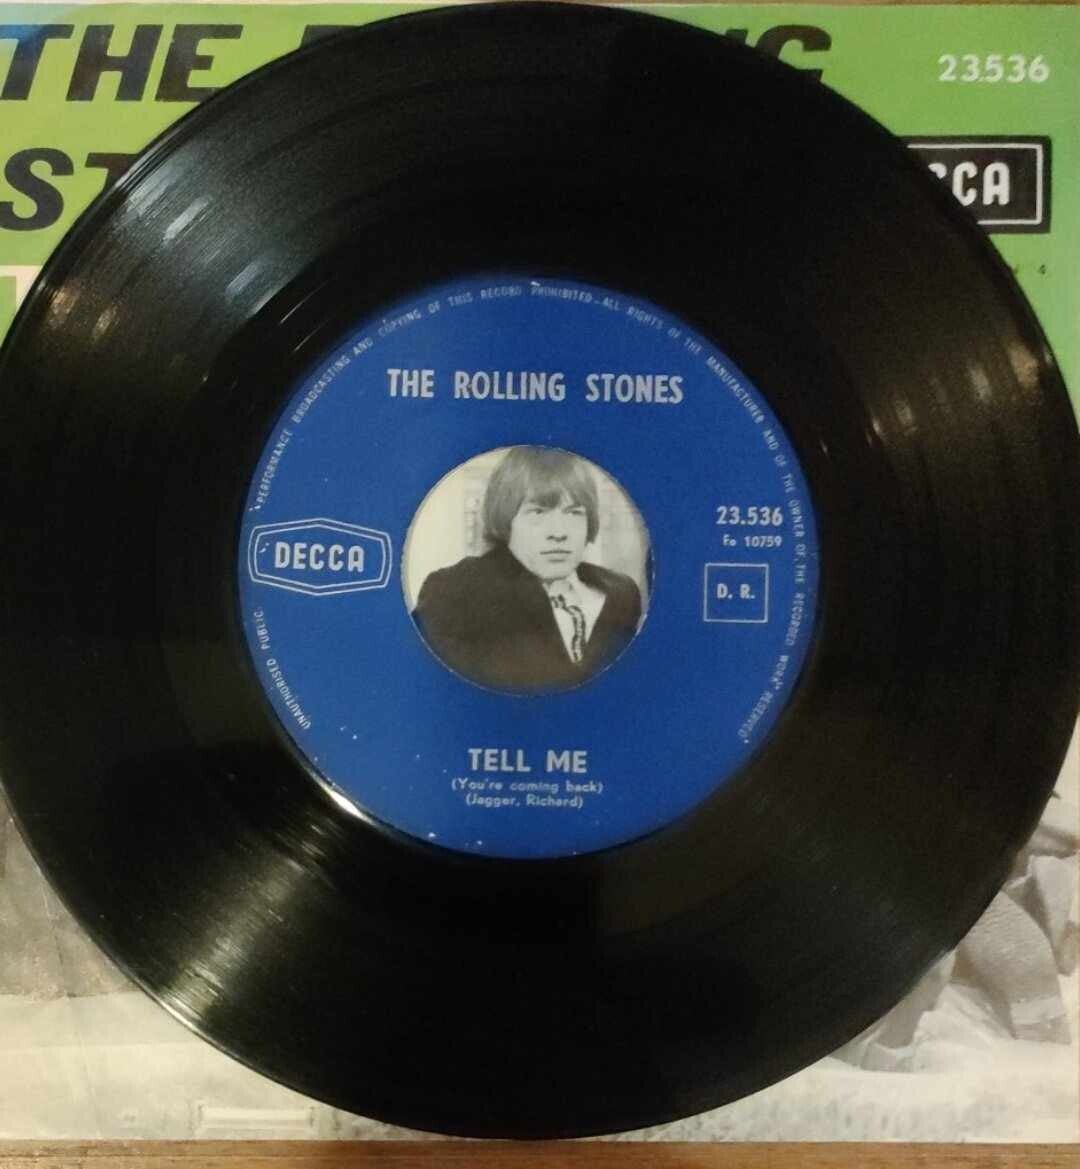 THE
23.536
ST
CCA
4
PERFORMANCE BROADCASTING AND COPYING OF THIS RECORD PROHIBITED - ALL RIGHTS OF THE MANUFACTURER AND OF THE OWNER OF THE RECORDED WORK RESERVED
UNAUTHORISED PUBLIC
THE ROLLING STONES
23.536
Fo 10759
DECCA
D. R.
TELL ME
(You're coming back)
(Jagger, Richard)